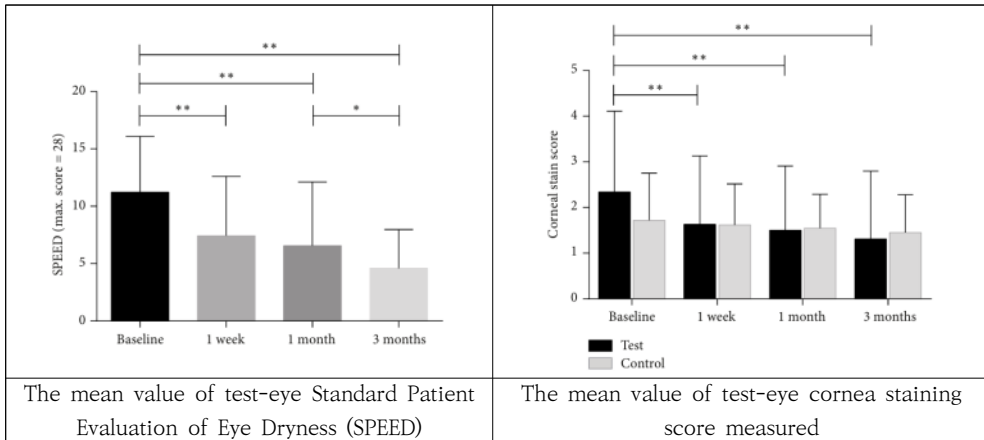 **
**
**
*
20
15
10
5
0
SPEED (max. score = 28)
Baseline
1 week
1 month
3 months
**
**
**
5
4
3
2
1
0
Corneal stain score
Baseline
1 week
1 month
3 months
Test
Control
The mean value of test-eye Standard Patient
Evaluation of Eye Dryness (SPEED)
The mean value of test-eye cornea staining
score measured